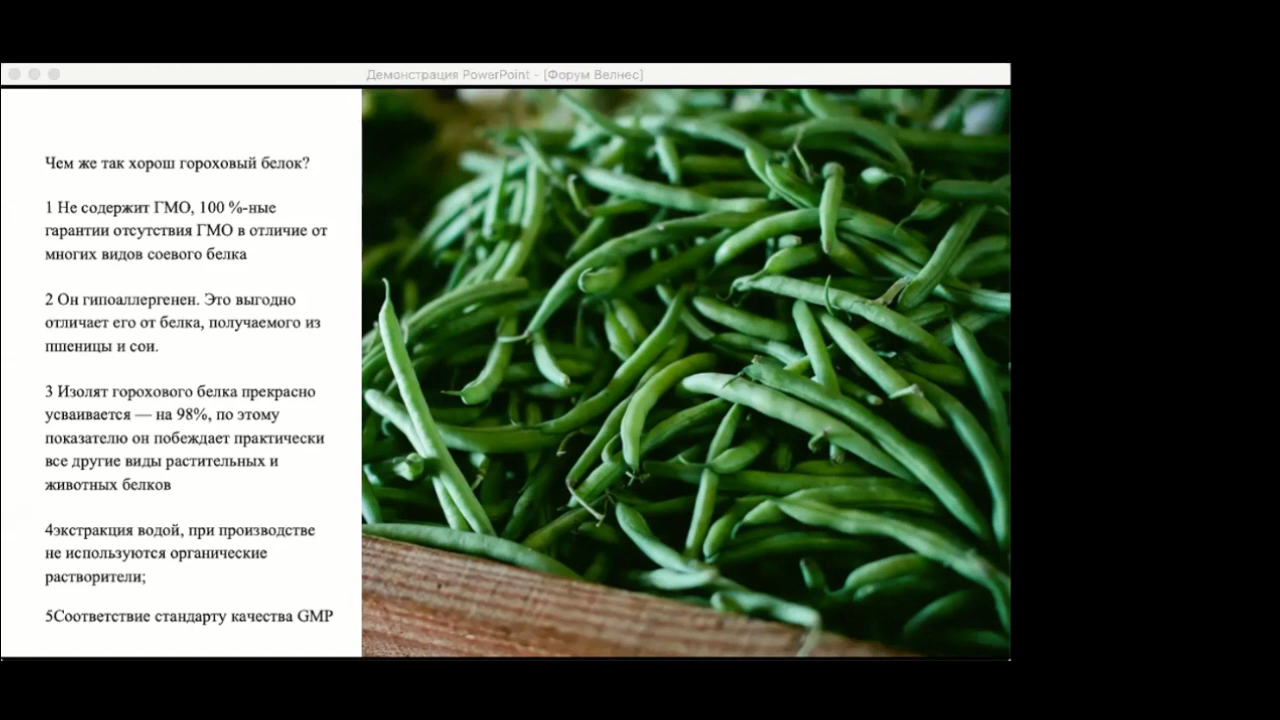 Демонстрация PowerPoint - [Форум Велнес]
Чем же так хорош гороховый белок?
1 Не содержит ГМО, 100 %-ные
гарантии отсутствия ГМО в отличие от
многих видов соевого белка
2 Он гипоаллергенен. Это выгодно
отличает его от белка, получаемого из
пшеницы и сои.
3 Изолят горохового белка прекрасно
усваивается — на 98%, по этому
показателю он побеждает практически
все другие виды растительных и
животных белков
4экстракция водой, при производстве
не используются органические
растворители;
5Соответствие стандарту качества GMP